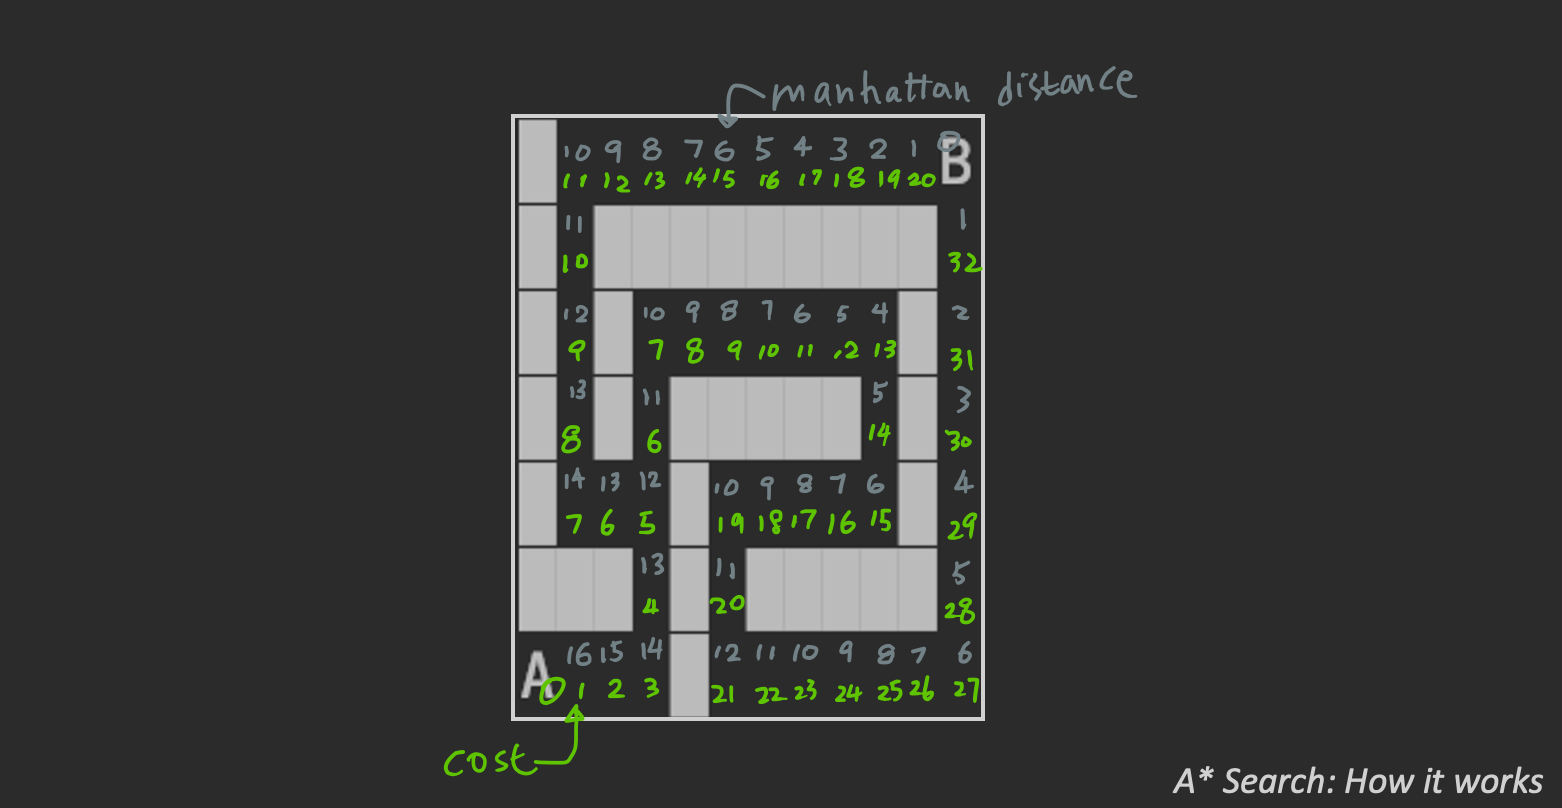 manhattan distance
10 9 8 7 6 5 4 3 2 1 0
B
11 12 13 14 15 16 17 18 19 20
11 1
10 32
12 10 9 8 7 6 5 4 2
9 7 8 9 10 11 12 13 31
13 11 5 3
8 6 14 30
14 13 12 10 9 8 7 6 4
7 6 5 19 18 17 16 15 29
13 11 5
4 20 28
A 16 15 14 12 11 10 9 8 7 6
0 1 2 3 21 22 23 24 25 26 27
cost
A* Search: How it works